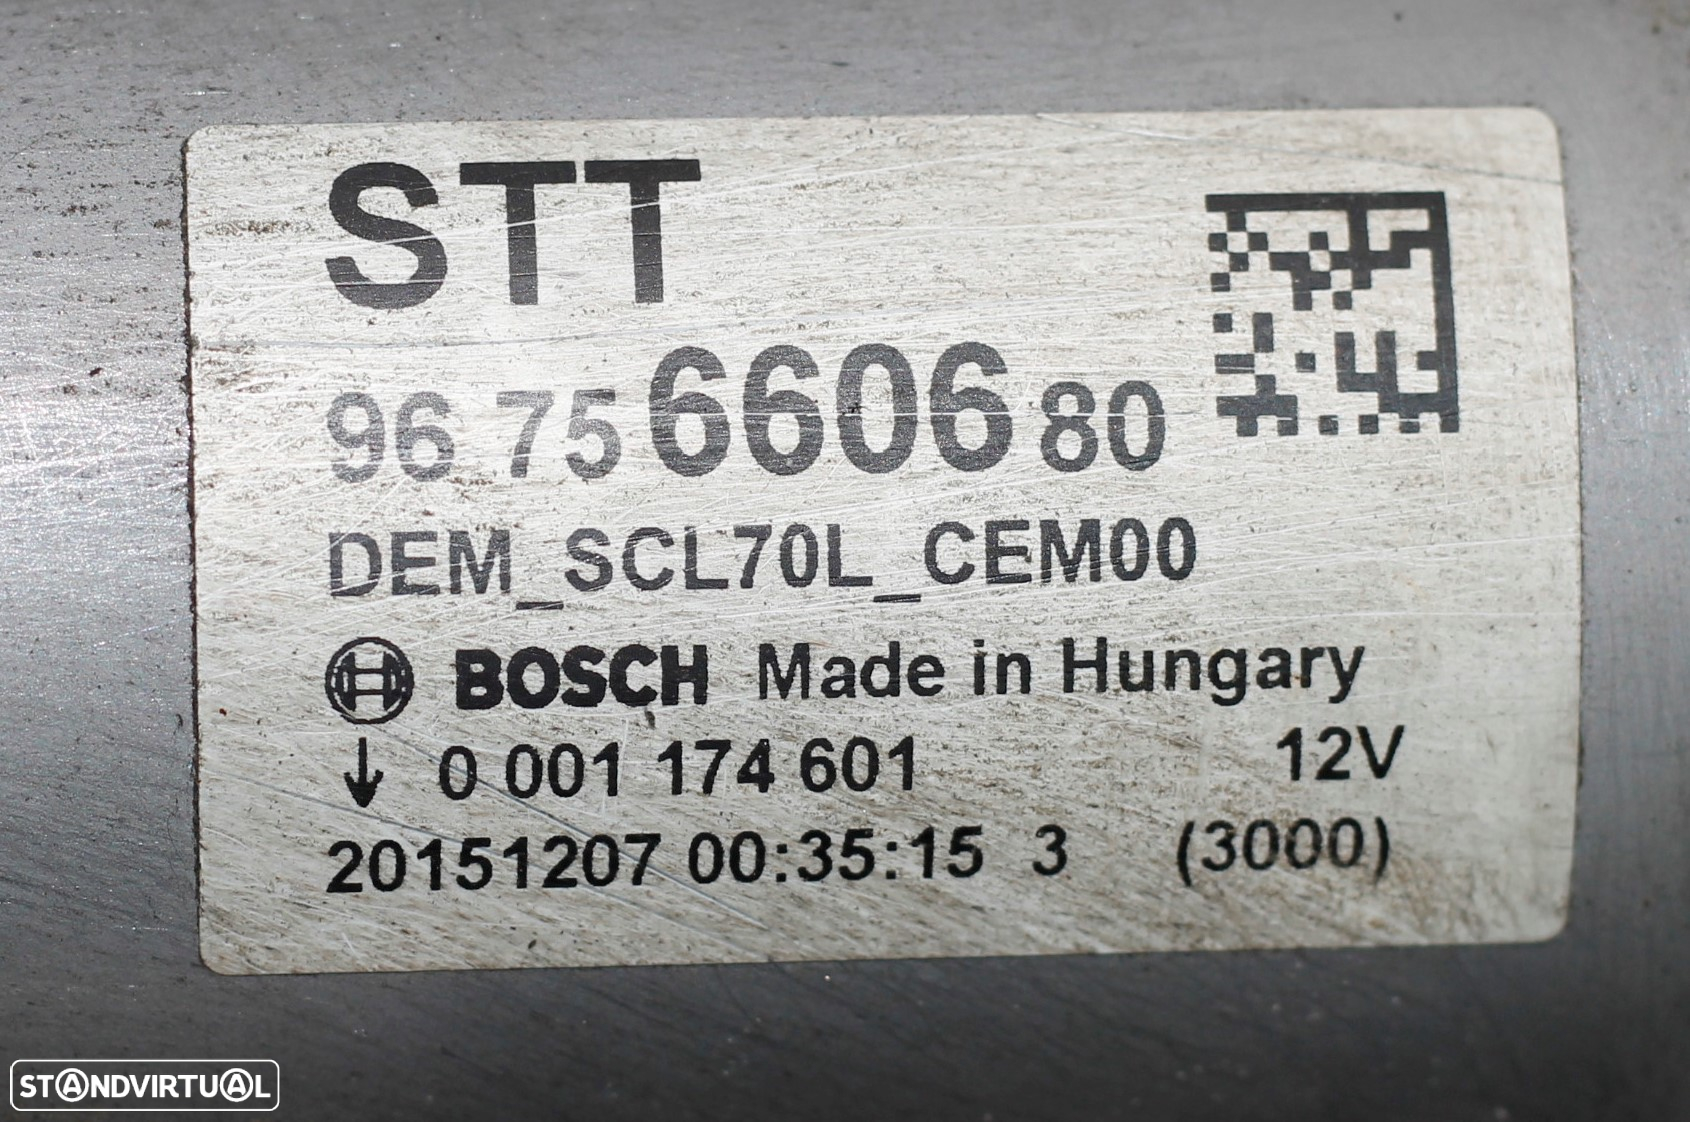 STT
96 75 6606 80
DEM_SCL70L_CEM00
BOSCH Made in Hungary
↓ 0 001 174 601 12V
20151207 00:35:15 3 (3000)
STANDVIRTUAL